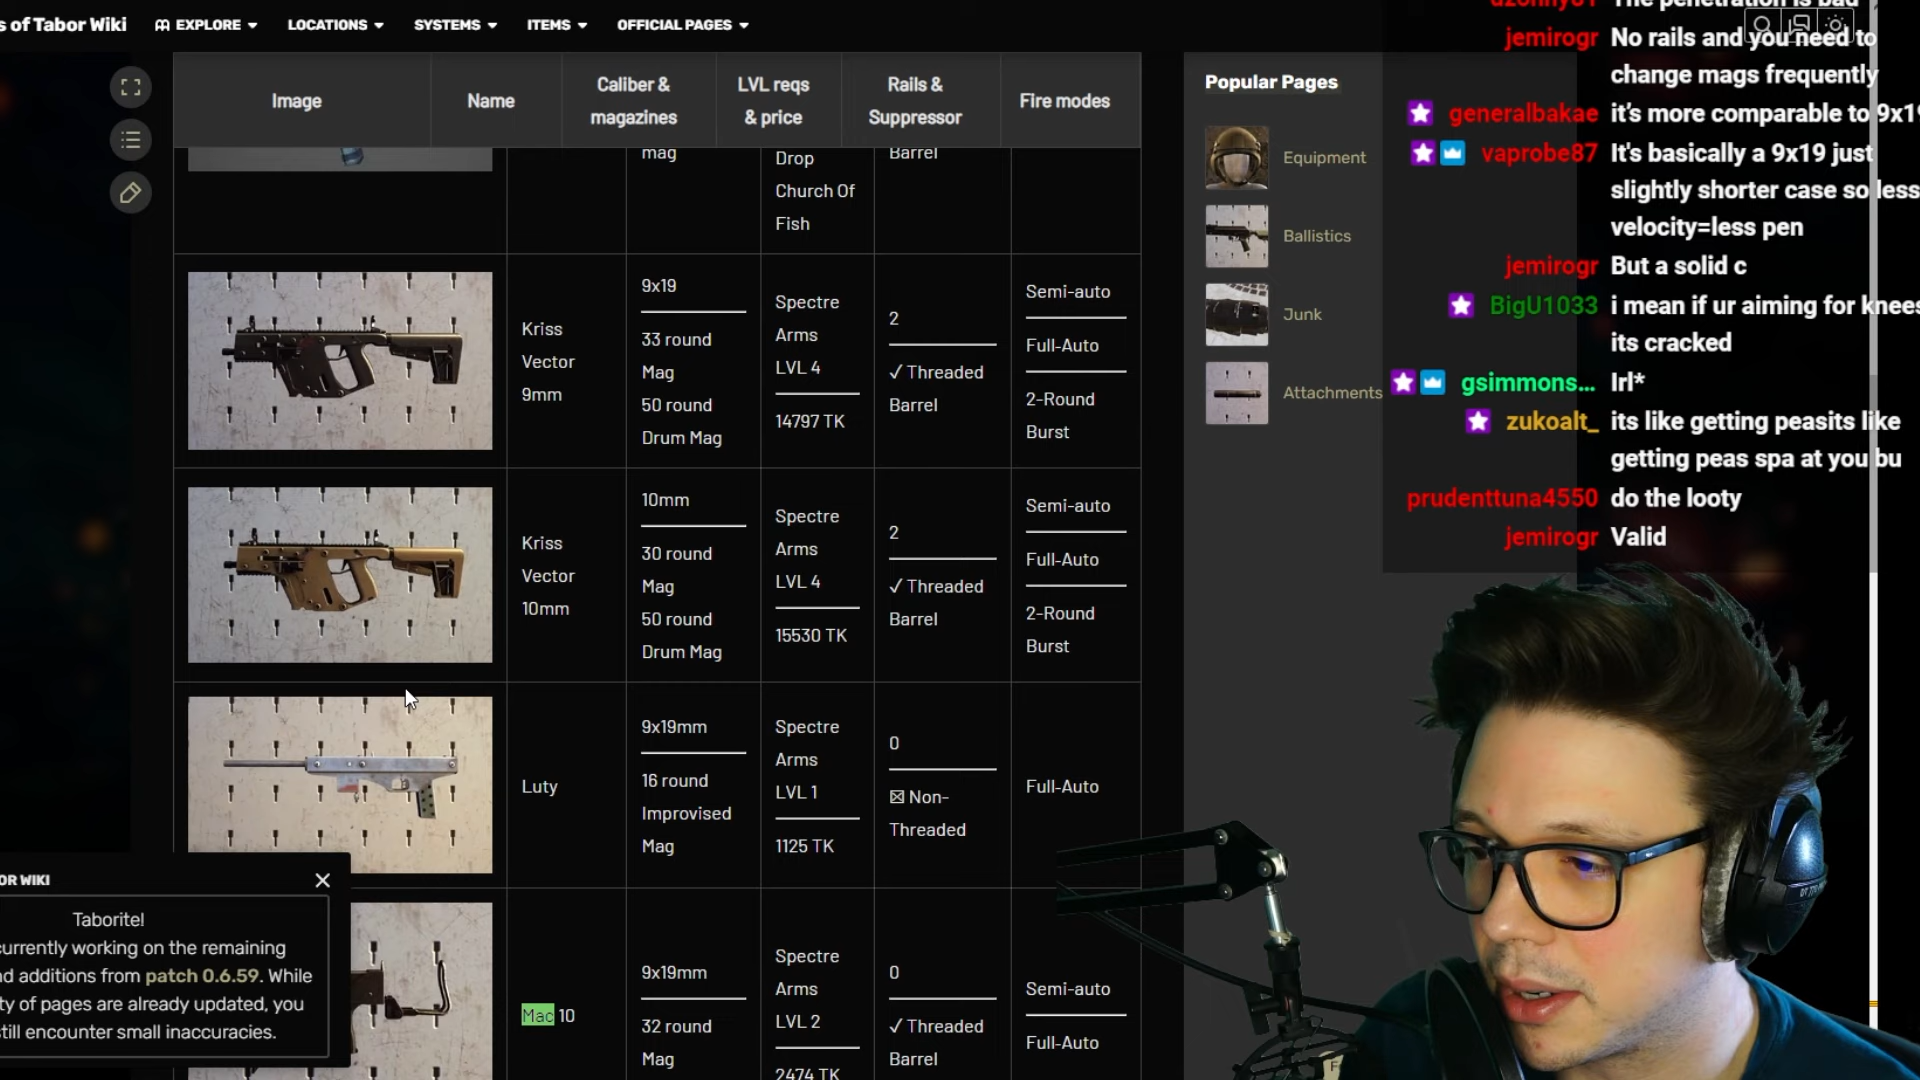 s of Tabor Wiki
EXPLORE
LOCATIONS
SYSTEMS
ITEMS
OFFICIAL PAGES
Image
Name
Caliber &
magazines
LVL reqs
& price
Rails &
Suppressor
Fire modes
mag
Drop
Church Of
Fish
Barrel
Kriss
Vector
9mm
9x19
33 round
Mag
50 round
Drum Mag
Spectre
Arms
LVL 4
14797 TK
2
✓ Threaded
Barrel
Semi-auto
Full-Auto
2-Round
Burst
Kriss
Vector
10mm
10mm
30 round
Mag
50 round
Drum Mag
Spectre
Arms
LVL 4
15530 TK
2
✓ Threaded
Barrel
Semi-auto
Full-Auto
2-Round
Burst
Luty
9x19mm
16 round
Improvised
Mag
Spectre
Arms
LVL 1
1125 TK
0
☒ Non-
Threaded
Full-Auto
Mac 10
9x19mm
32 round
Mag
Spectre
Arms
LVL 2
2474 TK
0
✓ Threaded
Barrel
Semi-auto
Full-Auto
OR WIKI
Taborite!
currently working on the remaining
nd additions from patch 0.6.59. While
ty of pages are already updated, you
still encounter small inaccuracies.
Popular Pages
Equipment
Ballistics
Junk
Attachments
The penetration is bad
jemirogr No rails and you need to
change mags frequently
generalbakae it's more comparable to 9x19
vaprobe87 It's basically a 9x19 just
slightly shorter case so less
velocity=less pen
jemirogr But a solid c
BigU1033 i mean if ur aiming for knees
its cracked
gsimmons... Irl*
zukoalt_ its like getting peasits like
getting peas spa at you bu
prudenttuna4550 do the looty
jemirogr Valid